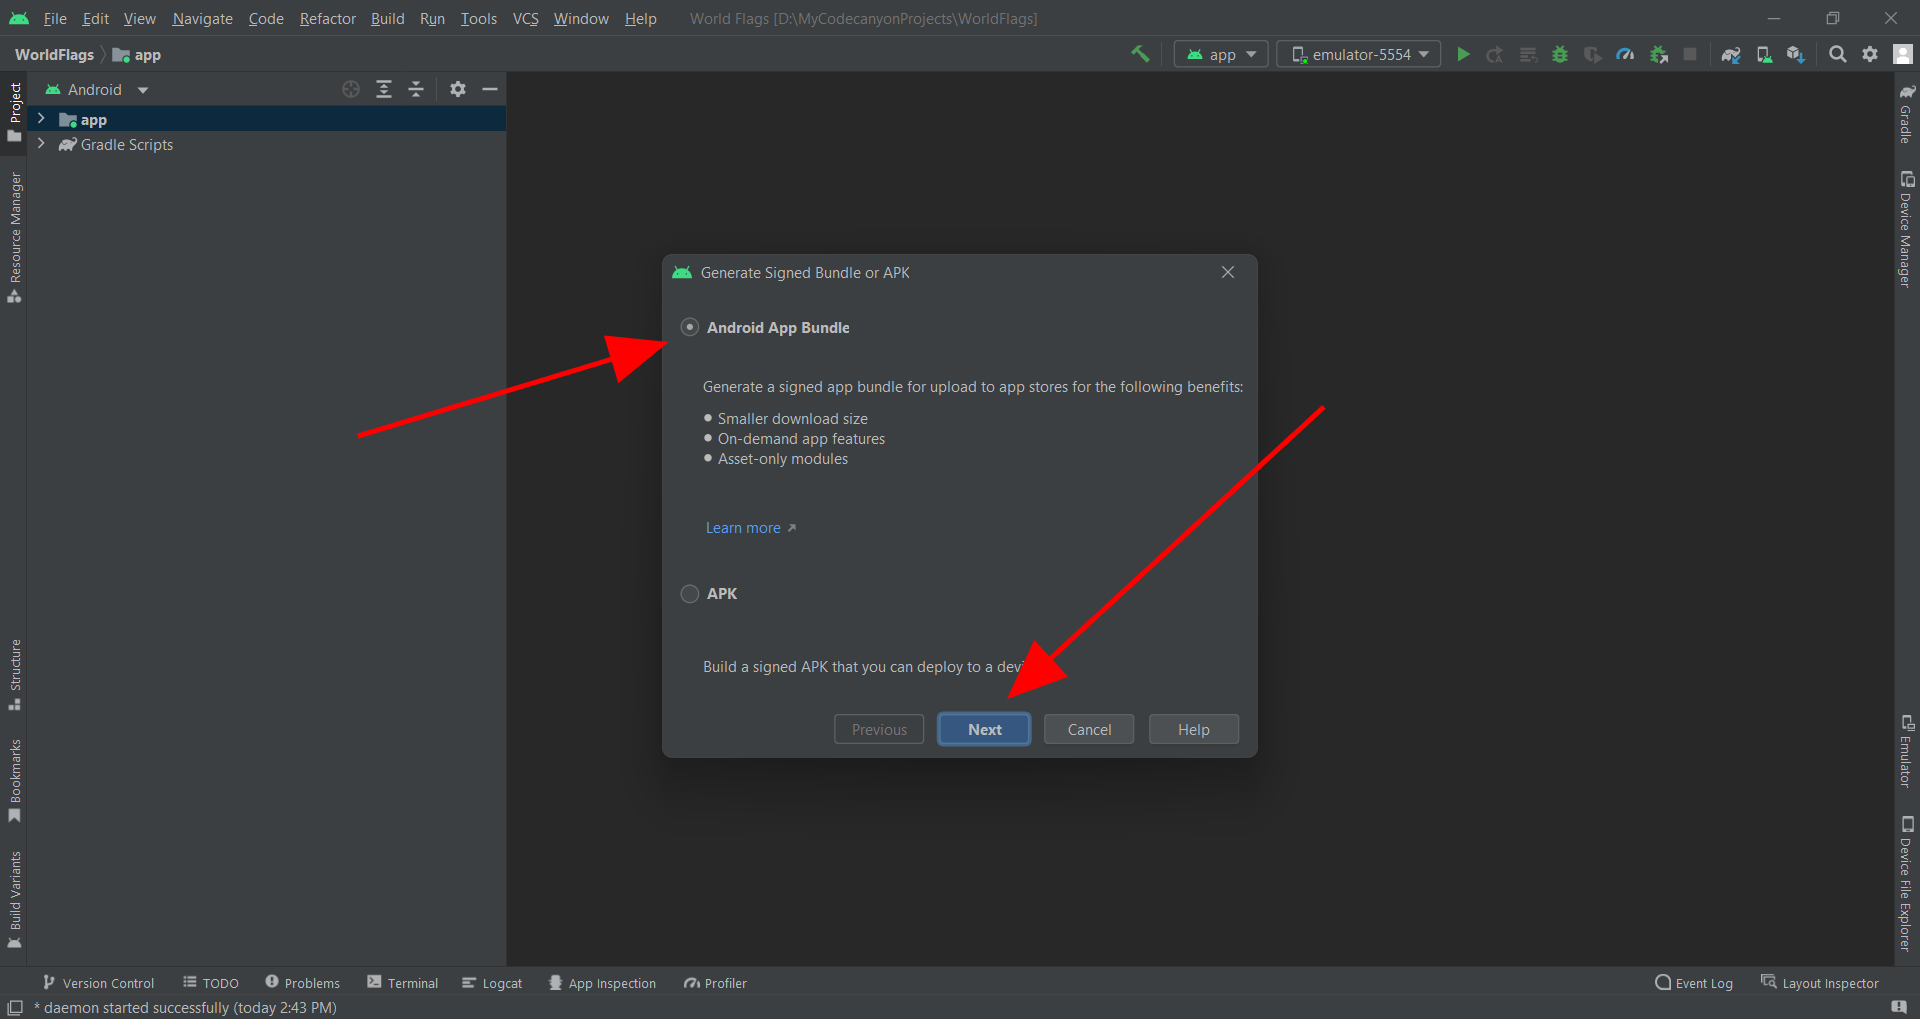 File Edit View Navigate Code Refactor Build Run Tools VCS Window Help World Flags [D:\MyCodecanyonProjects\WorldFlags]
WorldFlags app
app emulator-5554
Project
Resource Manager
Structure
Bookmarks
Build Variants
Android
app
Gradle Scripts
Generate Signed Bundle or APK
Android App Bundle
Generate a signed app bundle for upload to app stores for the following benefits:
Smaller download size
On-demand app features
Asset-only modules
Learn more
APK
Build a signed APK that you can deploy to a
Previous Next Cancel Help
Gradle
Device Manager
Emulator
Device File Explorer
Version Control TODO Problems Terminal Logcat App Inspection Profiler Event Log Layout Inspector
* daemon started successfully (today 2:43 PM)